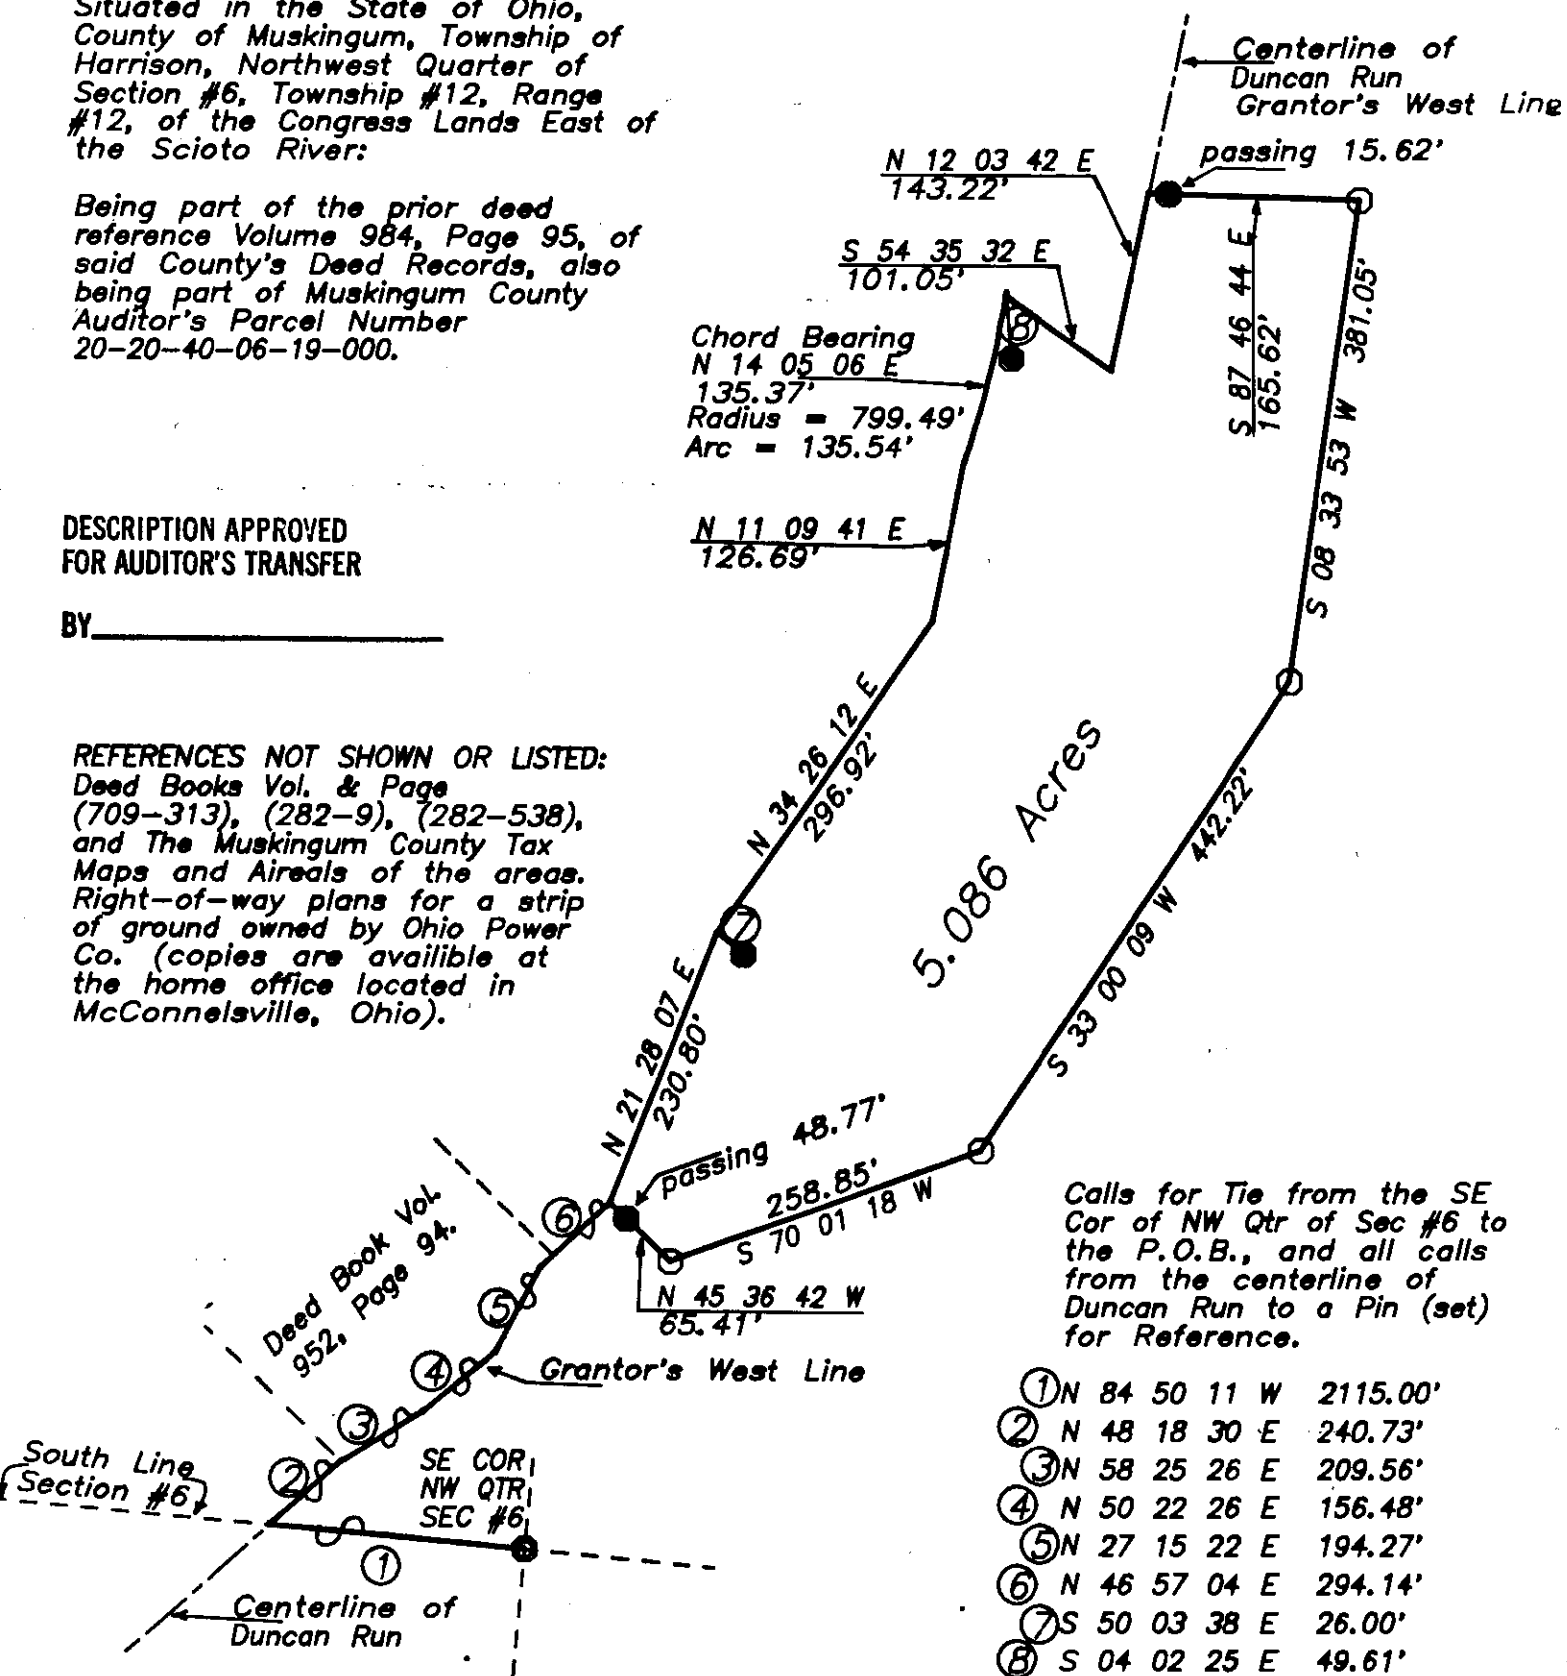 Situated in the State of Ohio,
County of Muskingum, Township of
Harrison, Northwest Quarter of
Section #6, Township #12, Range
#12, of the Congress Lands East of
the Scioto River:
Being part of the prior deed
reference Volume 984, Page 95, of
said County's Deed Records, also
being part of Muskingum County
Auditor's Parcel Number
20-20-40-06-19-000.
DESCRIPTION APPROVED
FOR AUDITOR'S TRANSFER
BY
REFERENCES NOT SHOWN OR LISTED:
Deed Books Vol. & Page
(709-313), (282-9), (282-538),
and The Muskingum County Tax
Maps and Aireals of the areas.
Right-of-way plans for a strip
of ground owned by Ohio Power
Co. (copies are availible at
the home office located in
McConnelsville, Ohio).
Centerline of
Duncan Run
Grantor's West Line
passing 15.62'
N 12 03 42 E
143.22'
S 54 35 32 E
101.05'
8
Chord Bearing
N 14 05 06 E
135.37'
Radius = 799.49'
Arc = 135.54'
N 11 09 41 E
126.69'
S 87 46 44 E
165.62'
S 08 33 53 W 381.05'
N 34 26 12 E
296.92'
5.086 Acres
S 33 00 09 W 442.22'
7
N 21 28 07 E
230.80'
passing 48.77'
258.85'
S 70 01 18 W
N 45 36 42 W
65.41'
6
5
4
3
2
1
Deed Book Vol.
952, Page 94.
Grantor's West Line
South Line
Section #6
SE COR
NW QTR
SEC #6
Centerline of
Duncan Run
Calls for Tie from the SE
Cor of NW Qtr of Sec #6 to
the P.O.B., and all calls
from the centerline of
Duncan Run to a Pin (set)
for Reference.
1 N 84 50 11 W 2115.00'
2 N 48 18 30 E 240.73'
3 N 58 25 26 E 209.56'
4 N 50 22 26 E 156.48'
5 N 27 15 22 E 194.27'
6 N 46 57 04 E 294.14'
7 S 50 03 38 E 26.00'
8 S 04 02 25 E 49.61'